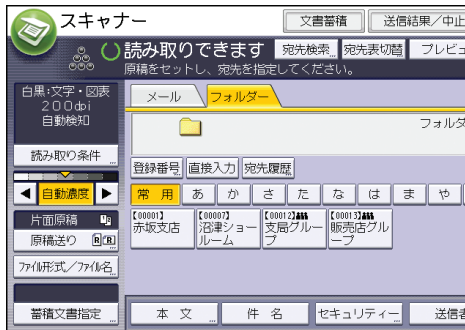 スキャナー
文書蓄積
送信結果／中止
読み取りできます
宛先検索
宛先表切替
プレビュ
原稿をセットし、宛先を指定してください。
白黒:文字・図表
200dpi
自動検知
読み取り条件
自動濃度
片面原稿
原稿送り
ファイル形式／ファイル名
蓄積文書指定
メール
フォルダー
フォルダ
登録番号
直接入力
宛先履歴
常用
あ
か
さ
た
な
は
ま
や
【00001】
赤坂支店
【00007】
沼津ショー
ルーム
【00012】
支局グルー
プ
【00013】
販売店グル
ープ
本文
件名
セキュリティー
送信者